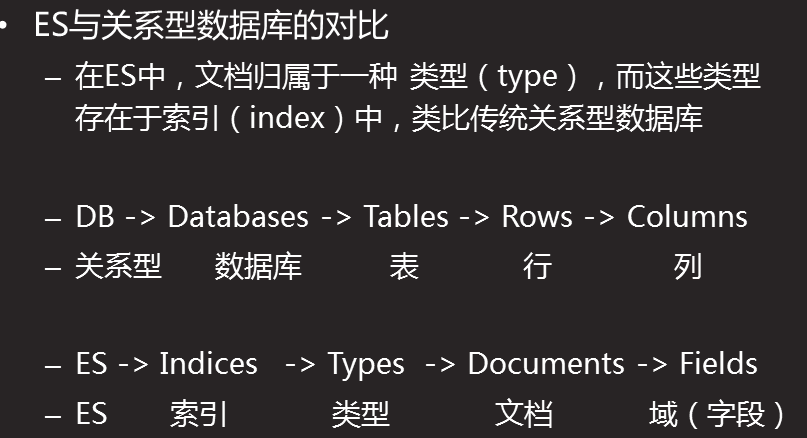 • ES与关系型数据库的对比
– 在ES中，文档归属于一种 类型（type），而这些类型
存在于索引（index）中，类比传统关系型数据库
– DB -> Databases -> Tables -> Rows -> Columns
– 关系型 数据库 表 行 列
– ES -> Indices -> Types -> Documents -> Fields
– ES 索引 类型 文档 域（字段）